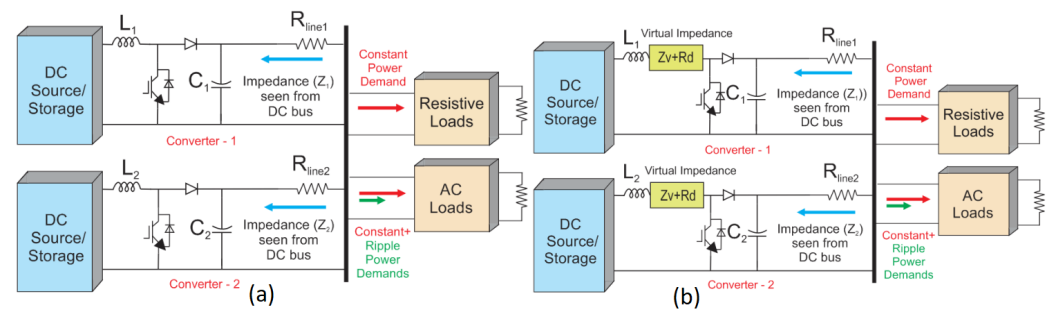 L1
Rline1
DC
Source/
Storage
C1
Impedance (Z1)
seen from
DC bus
Converter - 1
Constant
Power
Demand
Resistive
Loads
L2
Rline2
DC
Source/
Storage
C2
Impedance (Z2)
seen from
DC bus
Converter - 2
AC
Loads
Constant+
Ripple
Power
Demands
(a)
Virtual Impedance
L1
Zv+Rd
Rline1
DC
Source/
Storage
C1
Impedance (Z1))
seen from
DC bus
Converter - 1
Constant
Power
Demand
Resistive
Loads
Virtual Impedance
L2
Zv+Rd
Rline2
DC
Source/
Storage
C2
Impedance (Z2)
seen from
DC bus
Converter - 2
AC
Loads
Constant+
Ripple
Power
Demands
(b)